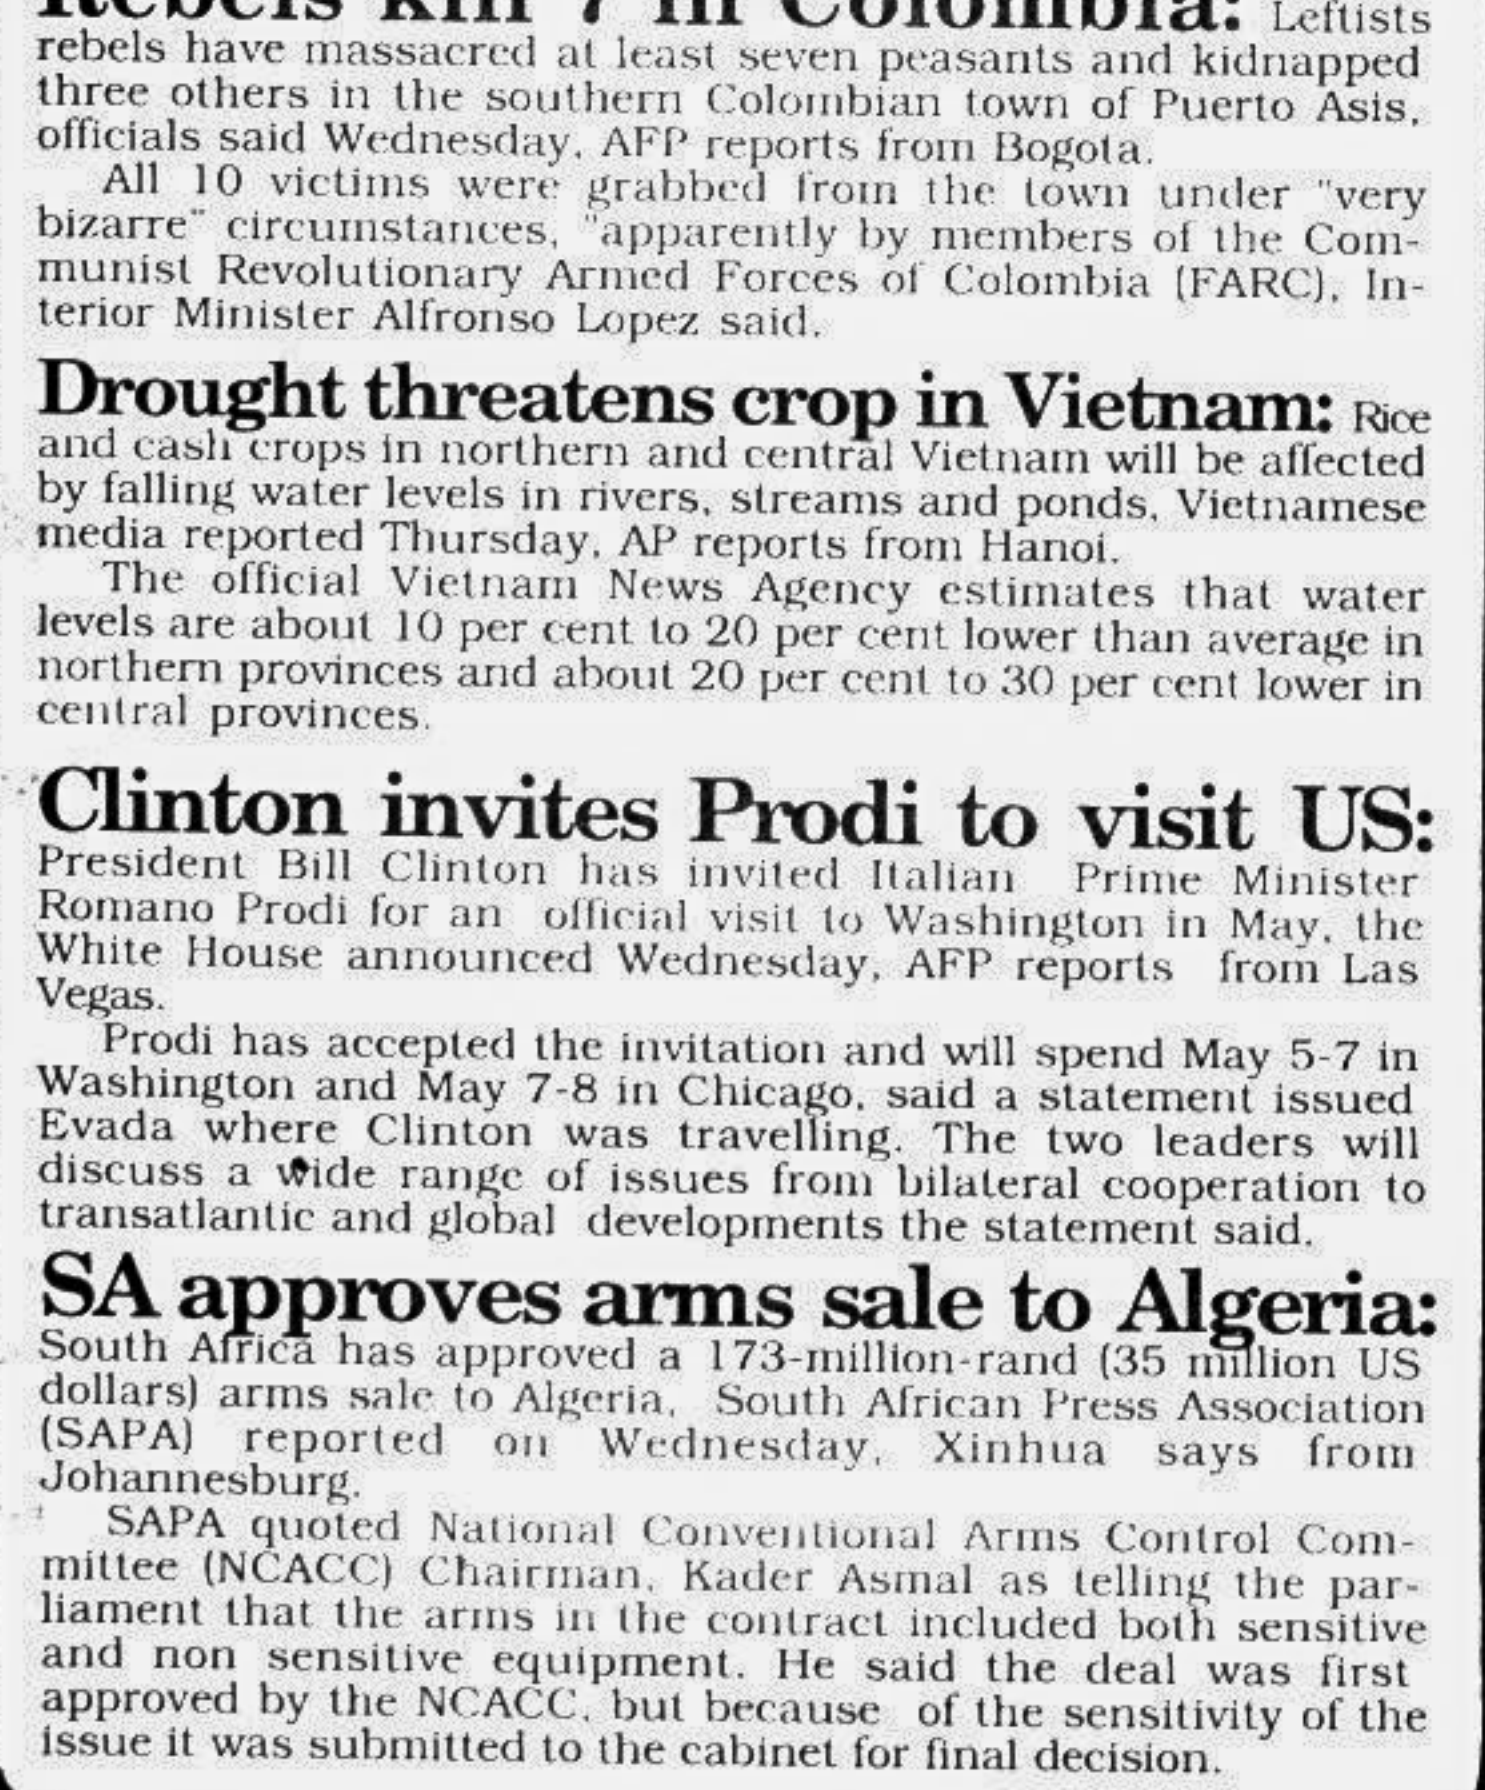 Rebels kill 7 in Colombia: Leftists
rebels have massacred at least seven peasants and kidnapped
three others in the southern Colombian town of Puerto Asis,
officials said Wednesday, AFP reports from Bogota.
All 10 victims were grabbed from the town under "very
bizarre" circumstances, "apparently by members of the Com-
munist Revolutionary Armed Forces of Colombia (FARC), In-
terior Minister Alfronso Lopez said.
Drought threatens crop in Vietnam: Rice
and cash crops in northern and central Vietnam will be affected
by falling water levels in rivers, streams and ponds, Vietnamese
media reported Thursday, AP reports from Hanoi.
The official Vietnam News Agency estimates that water
levels are about 10 per cent to 20 per cent lower than average in
northern provinces and about 20 per cent to 30 per cent lower in
central provinces.
Clinton invites Prodi to visit US:
President Bill Clinton has invited Italian Prime Minister
Romano Prodi for an official visit to Washington in May, the
White House announced Wednesday, AFP reports from Las
Vegas.
Prodi has accepted the invitation and will spend May 5-7 in
Washington and May 7-8 in Chicago, said a statement issued
Evada where Clinton was travelling. The two leaders will
discuss a wide range of issues from bilateral cooperation to
transatlantic and global developments the statement said.
SA approves arms sale to Algeria:
South Africa has approved a 173-million-rand (35 million US
dollars) arms sale to Algeria, South African Press Association
(SAPA) reported on Wednesday, Xinhua says from
Johannesburg.
SAPA quoted National Conventional Arms Control Com-
mittee (NCACC) Chairman, Kader Asmal as telling the par-
liament that the arms in the contract included both sensitive
and non sensitive equipment. He said the deal was first
approved by the NCACC, but because of the sensitivity of the
issue it was submitted to the cabinet for final decision.